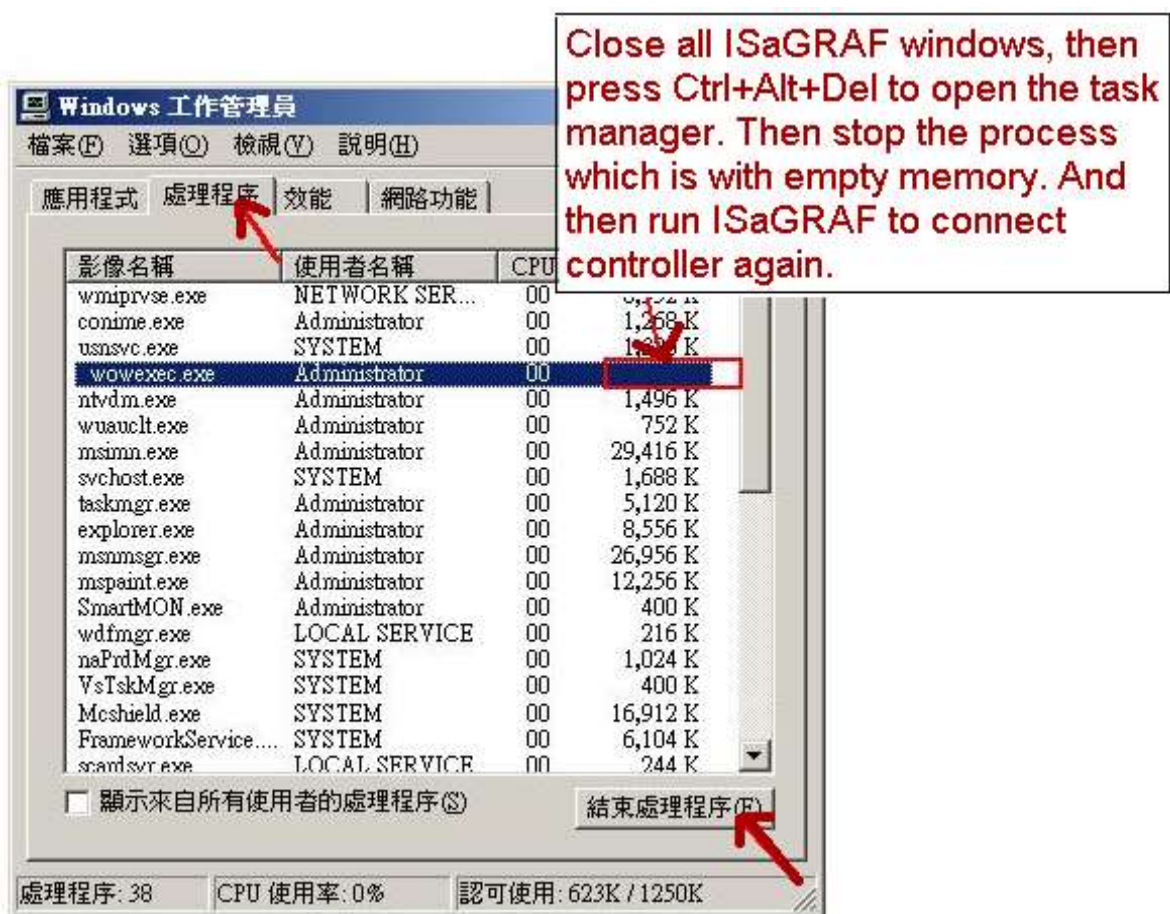 Close all ISaGRAF windows, then
press Ctrl+Alt+Del to open the task
manager. Then stop the process
which is with empty memory. And
then run ISaGRAF to connect
controller again.
Windows 工作管理員
檔案(F) 選項(O) 檢視(V) 說明(H)
應用程式 處理程序 效能 網路功能
影像名稱 使用者名稱 CPU
wmiprvse.exe NETWORK SER... 00
conime.exe Administrator 00 1,268 K
usnsvc.exe SYSTEM 00 K
wowexec.exe Administrator 00
ntvdm.exe Administrator 00 1,496 K
wuauclt.exe Administrator 00 752 K
msimn.exe Administrator 00 29,416 K
svchost.exe SYSTEM 00 1,688 K
taskmgr.exe Administrator 00 5,120 K
explorer.exe Administrator 00 8,556 K
msnmsgr.exe Administrator 00 26,956 K
mspaint.exe Administrator 00 12,256 K
SmartMON.exe Administrator 00 400 K
wdfmgr.exe LOCAL SERVICE 00 216 K
naPrdMgr.exe SYSTEM 00 1,024 K
VsTskMgr.exe SYSTEM 00 400 K
Mcshield.exe SYSTEM 00 16,912 K
FrameworkService.... SYSTEM 00 6,104 K
scardsvr.exe LOCAL SERVICE 00 244 K
顯示來自所有使用者的處理程序(S)
結束處理程序(E)
處理程序: 38 CPU 使用率: 0% 認可使用: 623K / 1250K